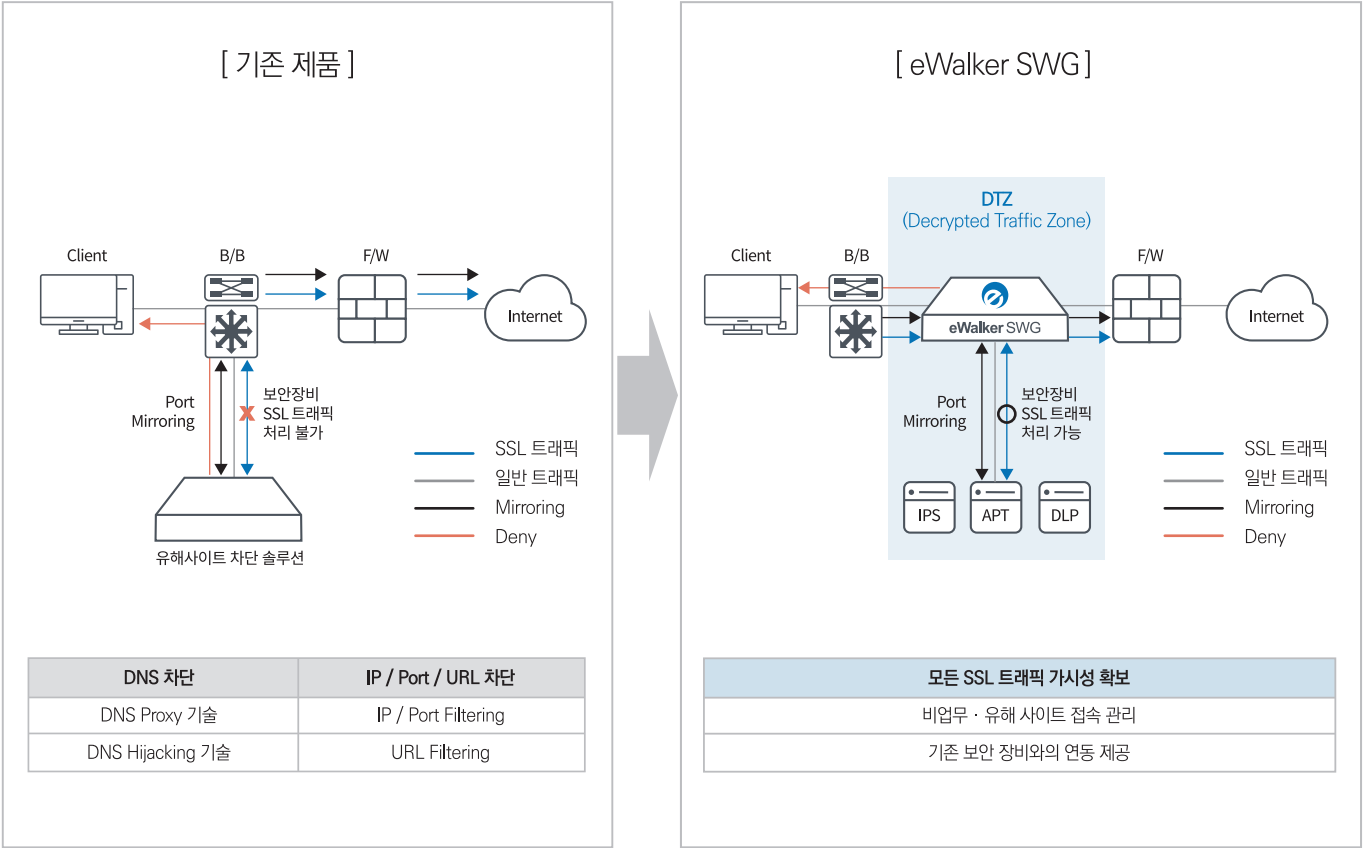 [ 기존 제품 ]
Client
B/B
F/W
Internet
Port
Mirroring
X
보안장비
SSL 트래픽
처리 불가
유해사이트 차단 솔루션
SSL 트래픽
일반 트래픽
Mirroring
Deny
DNS 차단
IP / Port / URL 차단
DNS Proxy 기술
IP / Port Filtering
DNS Hijacking 기술
URL Filtering
[ eWalker SWG ]
DTZ
(Decrypted Traffic Zone)
Client
B/B
F/W
eWalker SWG
Internet
Port
Mirroring
보안장비
SSL 트래픽
처리 가능
IPS
APT
DLP
SSL 트래픽
일반 트래픽
Mirroring
Deny
모든 SSL 트래픽 가시성 확보
비업무 · 유해 사이트 접속 관리
기존 보안 장비와의 연동 제공